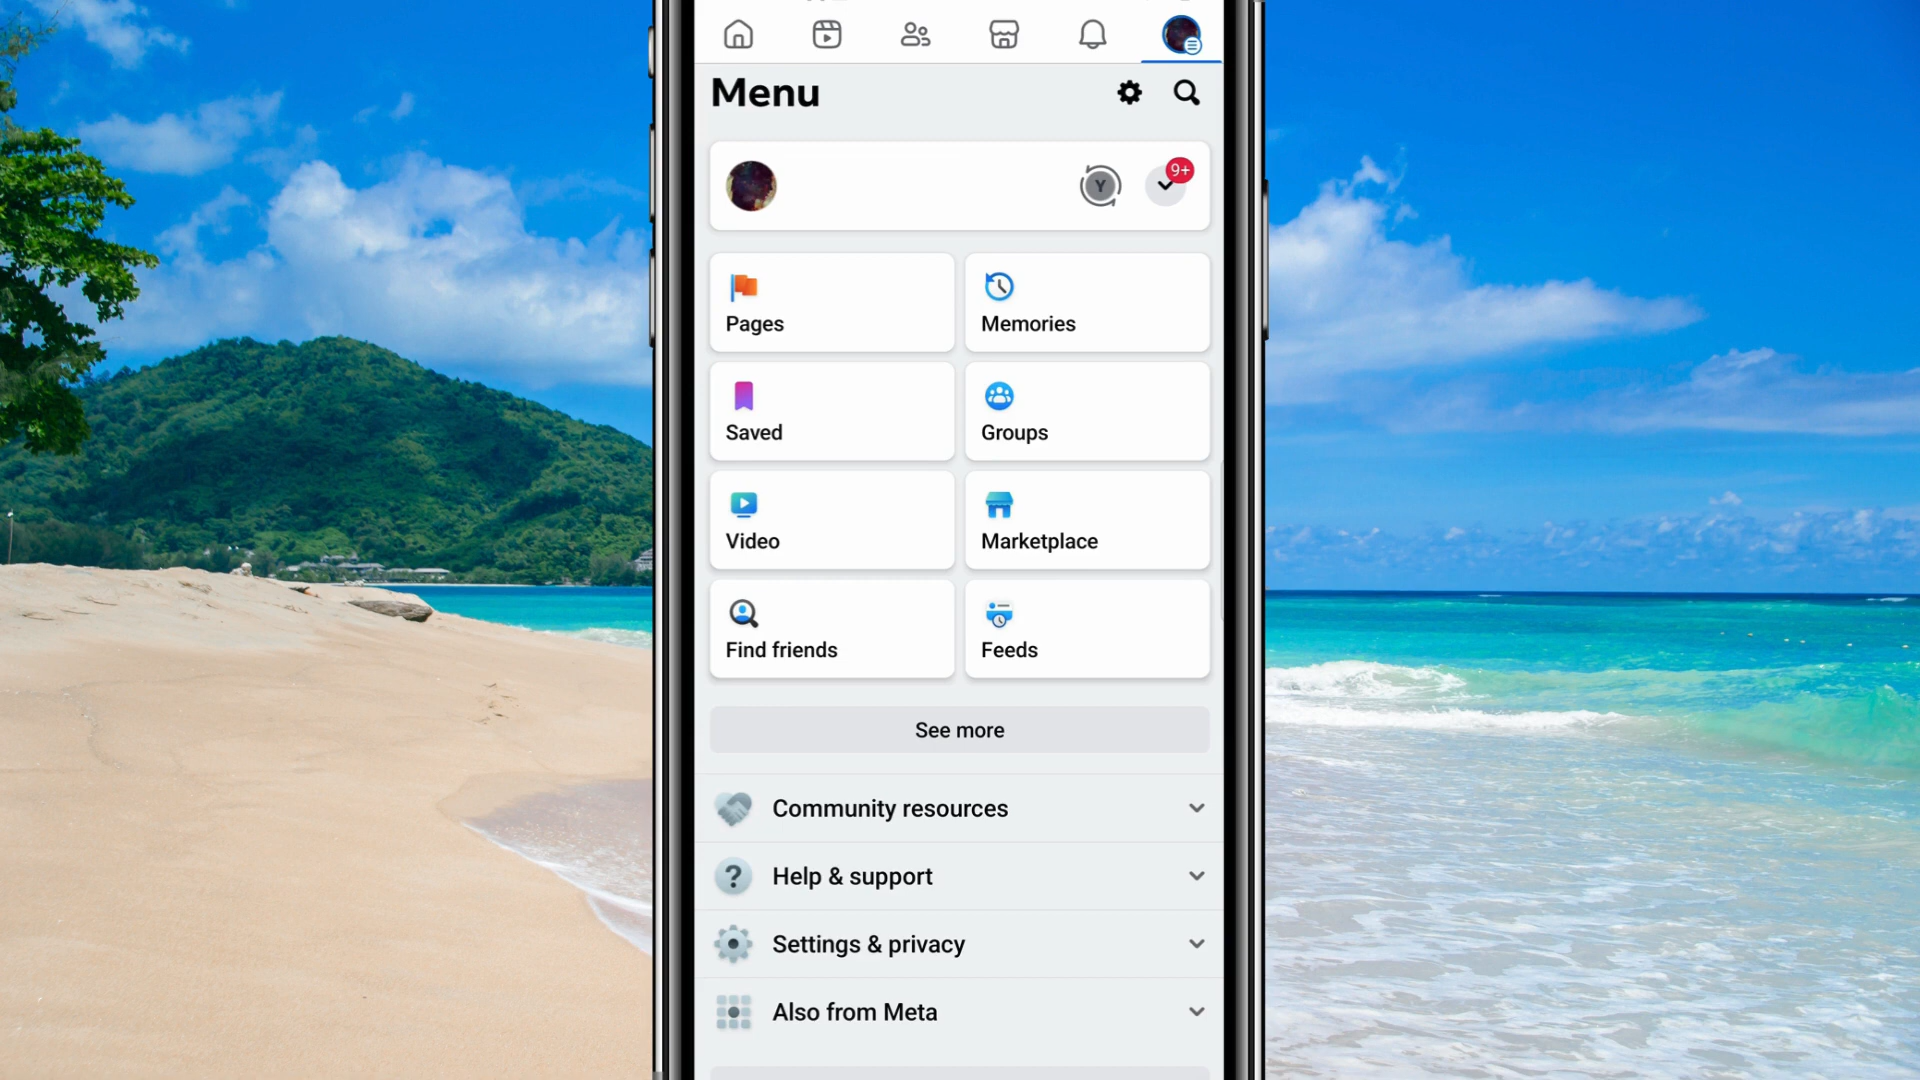 Menu
Y
9+
Pages
Memories
Saved
Groups
Video
Marketplace
Find friends
Feeds
See more
Community resources
? Help & support
Settings & privacy
Also from Meta